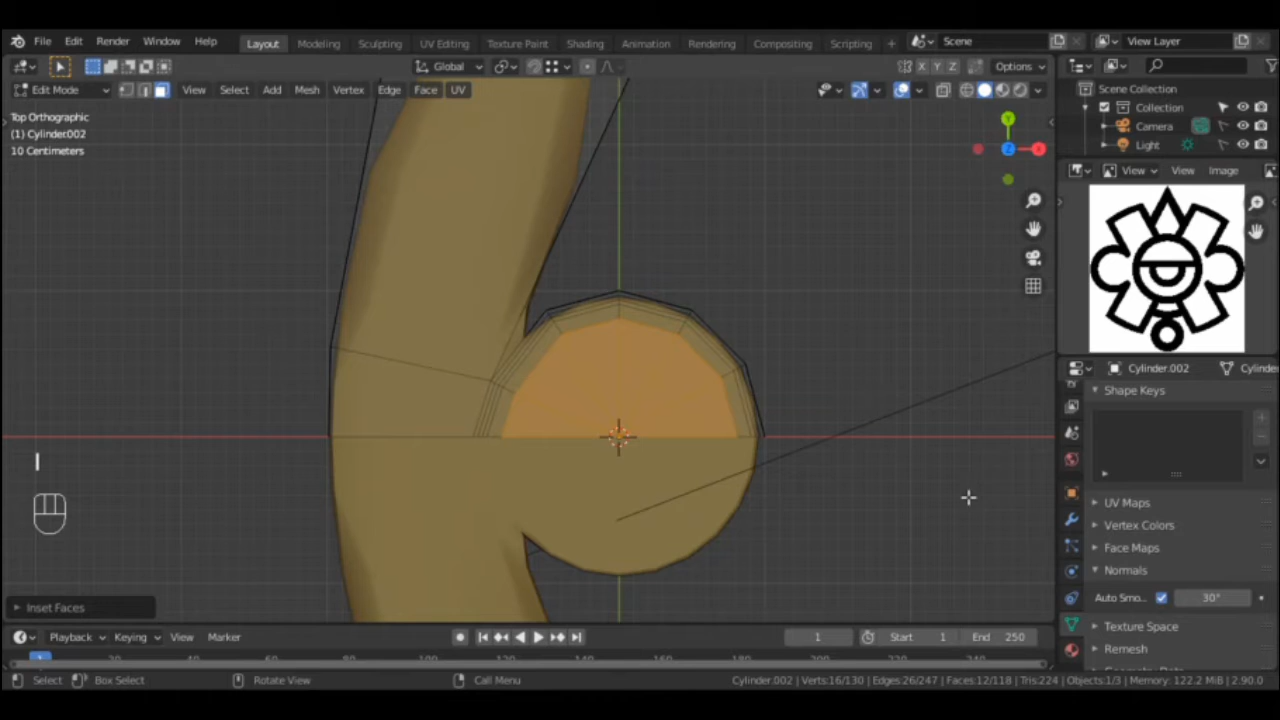 File Edit Render Window Help Layout Modeling Sculpting UV Editing Texture Paint Shading Animation Rendering Compositing Scripting + Scene View Layer
Global X Y Z Options
Edit Mode View Select Add Mesh Vertex Edge Face UV
Scene Collection
Collection
Camera
Light
Top Orthographic
(1) Cylinder.002
10 Centimeters
Y
Z
X
View View Image
Cylinder.002
Shape Keys
UV Maps
Vertex Colors
Face Maps
Normals
Auto Smo... 30°
Texture Space
Remesh
I
Inset Faces
Playback Keying View Marker 1 Start 1 End 250
1
Select Box Select Rotate View Call Menu Cylinder.002 | Verts:16/130 | Edges:26/247 | Faces:12/118 | Tris:224 | Objects:1/3 | Memory: 122.2 MiB | 2.90.0